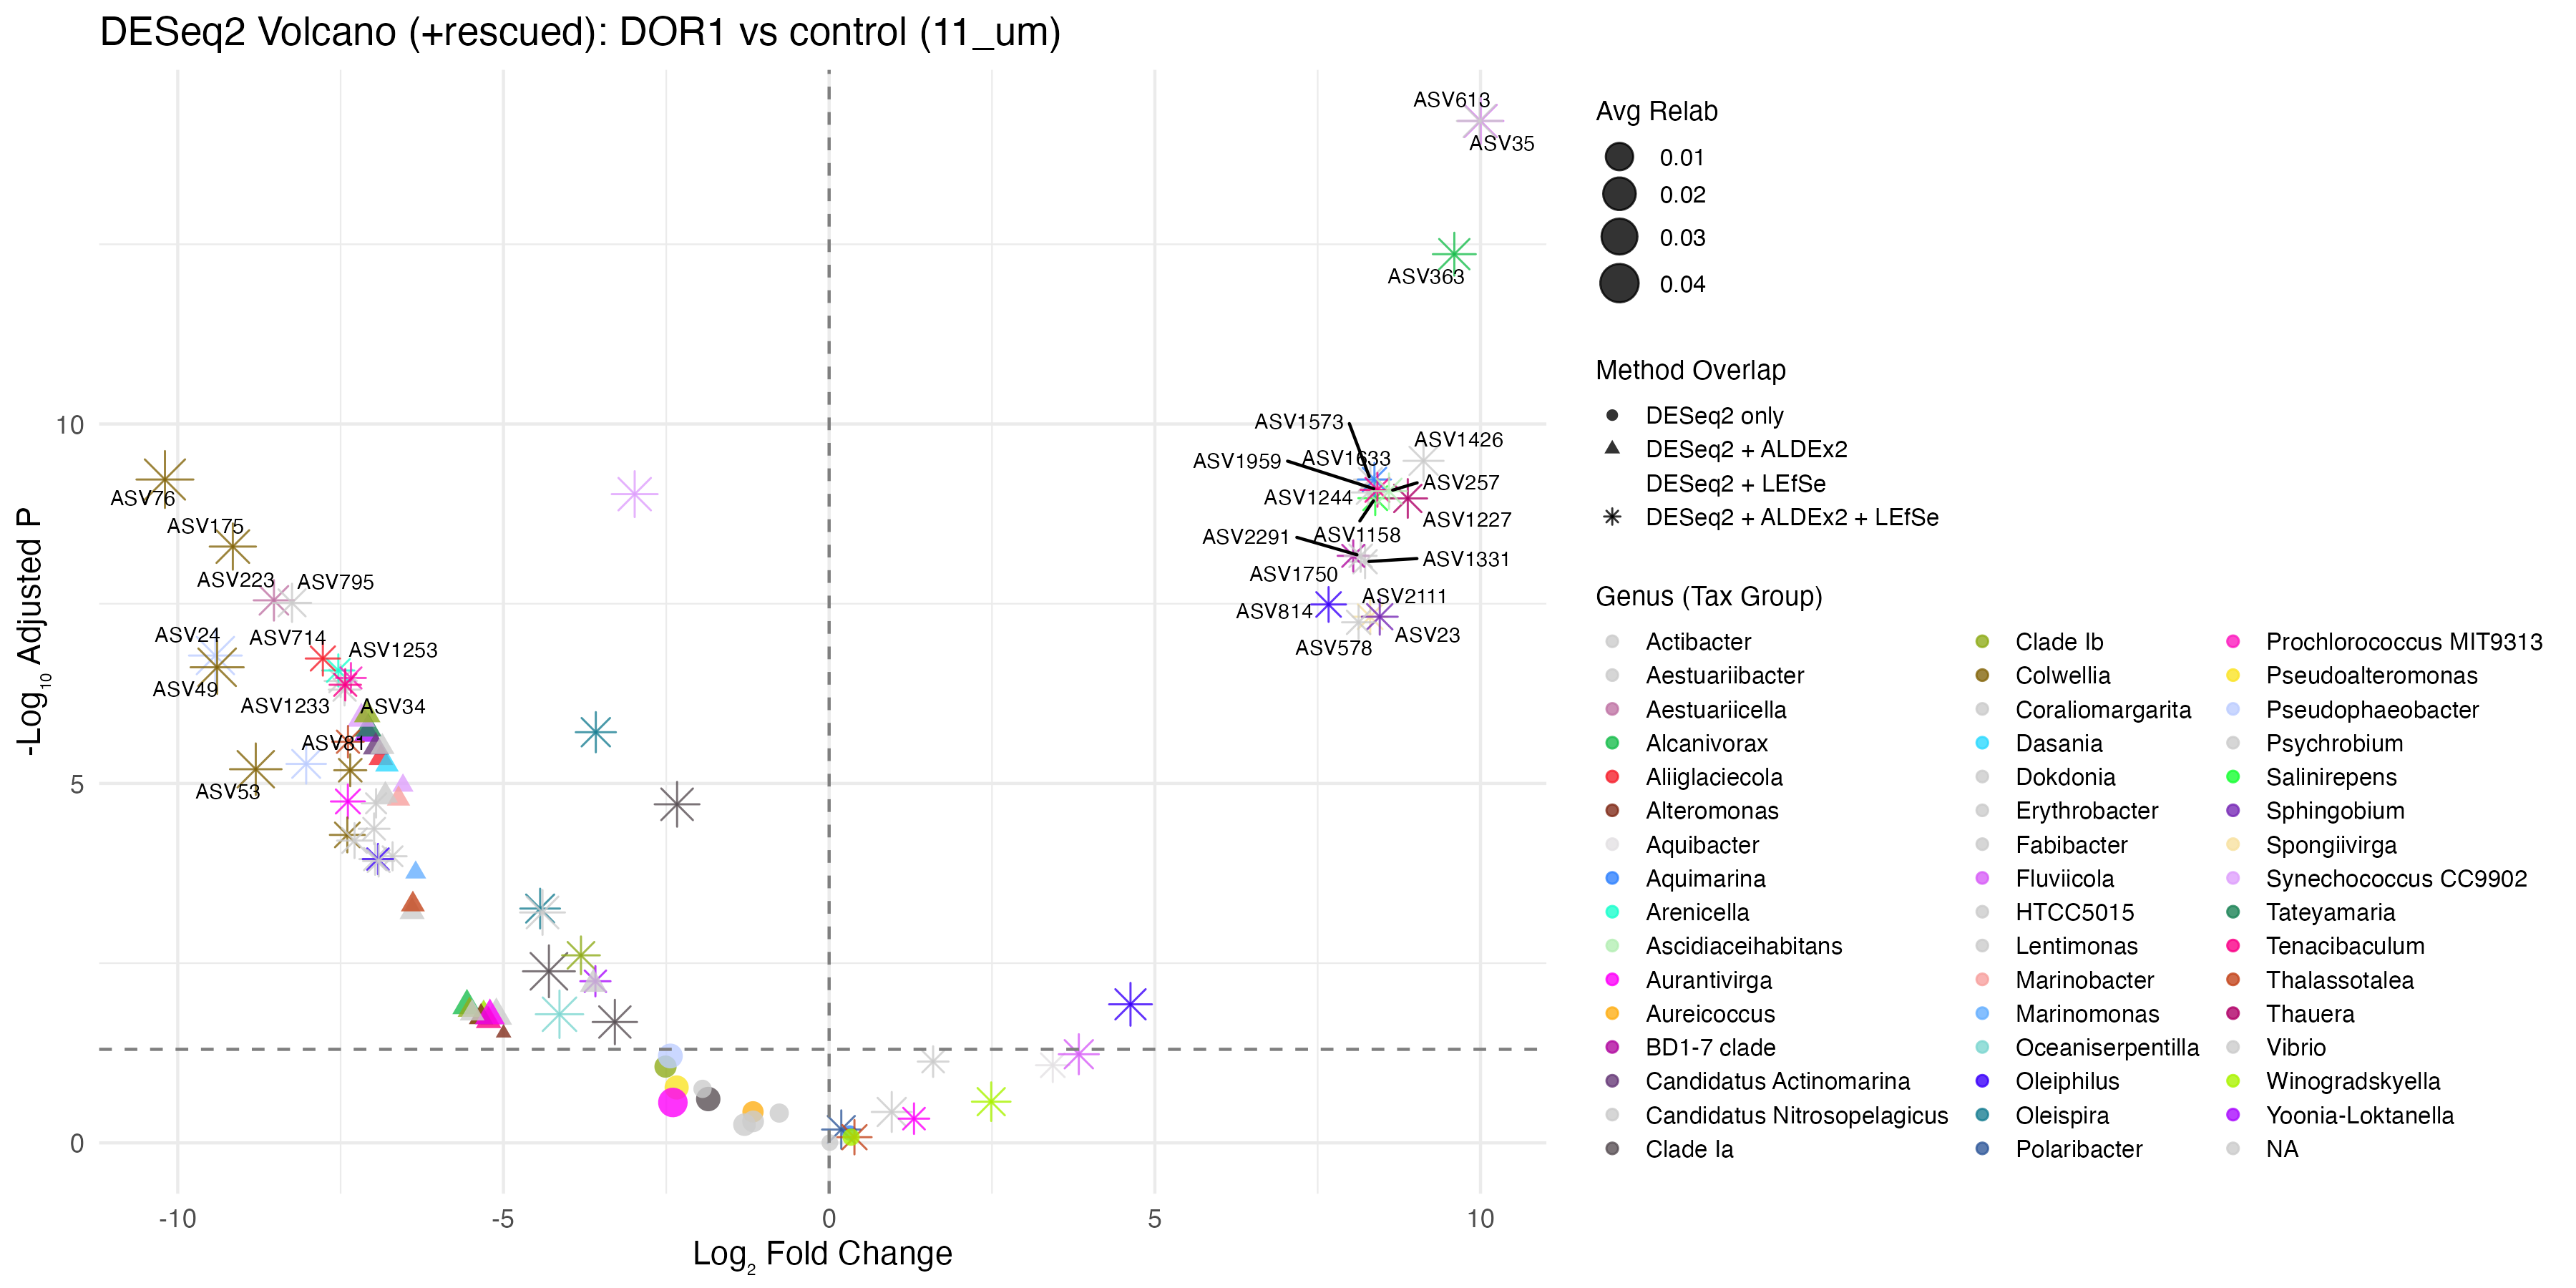 DESeq2 Volcano (+rescued): DOR1 vs control (11_um)
-Log10 Adjusted P
10
5
0
-10
-5
0
5
10
Log2 Fold Change
ASV613
ASV35
ASV363
ASV1573
ASV1426
ASV1959
ASV1633
ASV257
ASV1244
ASV1227
ASV1158
ASV2291
ASV1331
ASV1750
ASV2111
ASV814
ASV23
ASV578
ASV76
ASV175
ASV223
ASV795
ASV24
ASV714
ASV1253
ASV49
ASV1233
ASV34
ASV81
ASV53
Avg Relab
0.01
0.02
0.03
0.04
Method Overlap
DESeq2 only
DESeq2 + ALDEx2
DESeq2 + LEfSe
DESeq2 + ALDEx2 + LEfSe
Genus (Tax Group)
Actibacter
Aestuariibacter
Aestuariicella
Alcanivorax
Aliiglaciecola
Alteromonas
Aquibacter
Aquimarina
Arenicella
Ascidiaceihabitans
Aurantivirga
Aureicoccus
BD1-7 clade
Candidatus Actinomarina
Candidatus Nitrosopelagicus
Clade Ia
Clade Ib
Colwellia
Coraliomargarita
Dasania
Dokdonia
Erythrobacter
Fabibacter
Fluviicola
HTCC5015
Lentimonas
Marinobacter
Marinomonas
Oceaniserpentilla
Oleiphilus
Oleispira
Polaribacter
Prochlorococcus MIT9313
Pseudoalteromonas
Pseudophaeobacter
Psychrobium
Salinirepens
Sphingobium
Spongiivirga
Synechococcus CC9902
Tateyamaria
Tenacibaculum
Thalassotalea
Thauera
Vibrio
Winogradskyella
Yoonia-Loktanella
NA